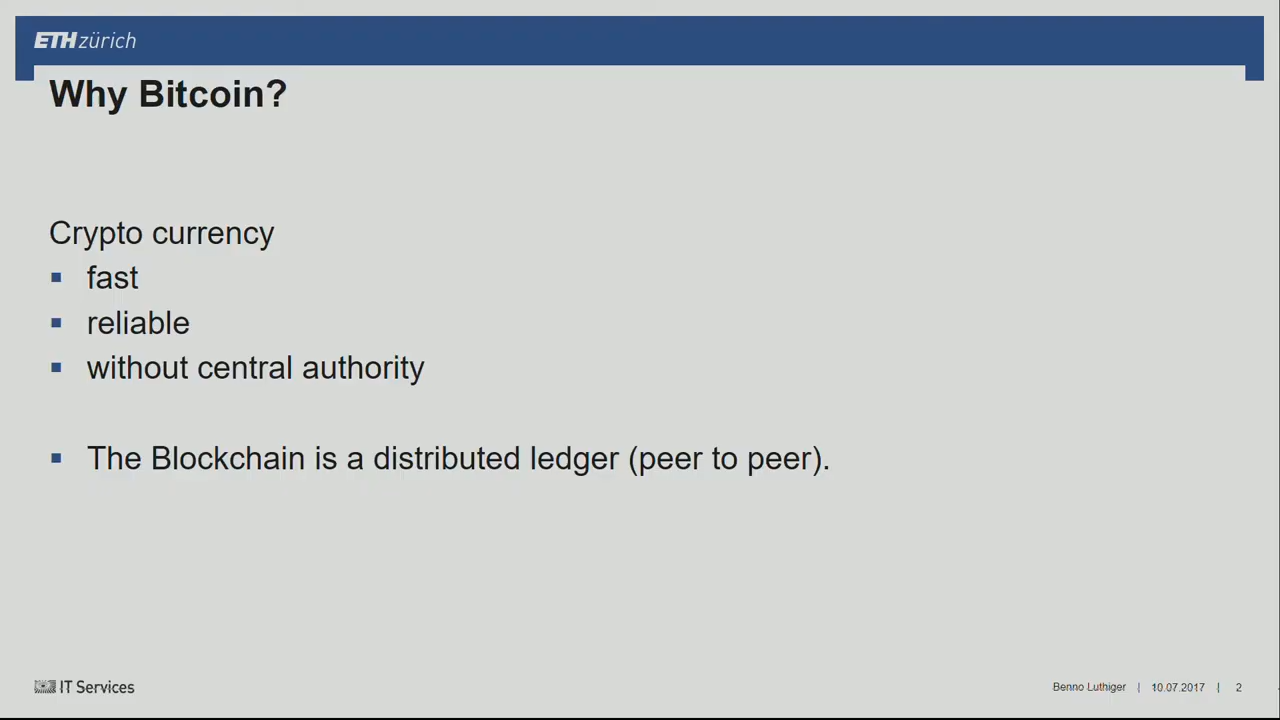 ETH zürich
Why Bitcoin?
Crypto currency
▪ fast
▪ reliable
▪ without central authority
▪ The Blockchain is a distributed ledger (peer to peer).
IT Services
Benno Luthiger | 10.07.2017 | 2